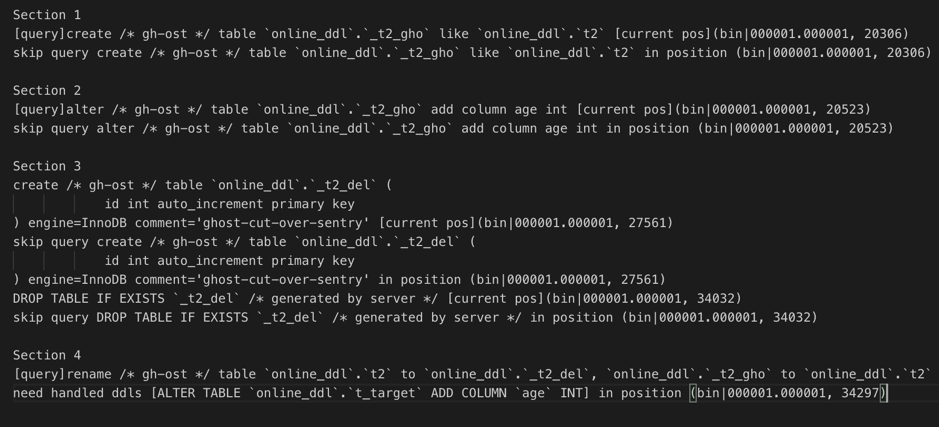 Section 1
[query]create /* gh-ost */ table `online_ddl`.`_t2_gho` like `online_ddl`.`t2` [current pos](bin|000001.000001, 20306)
skip query create /* gh-ost */ table `online_ddl`.`_t2_gho` like `online_ddl`.`t2` in position (bin|000001.000001, 20306)
Section 2
[query]alter /* gh-ost */ table `online_ddl`.`_t2_gho` add column age int [current pos](bin|000001.000001, 20523)
skip query alter /* gh-ost */ table `online_ddl`.`_t2_gho` add column age int in position (bin|000001.000001, 20523)
Section 3
create /* gh-ost */ table `online_ddl`.`_t2_del` (
id int auto_increment primary key
) engine=InnoDB comment='ghost-cut-over-sentry' [current pos](bin|000001.000001, 27561)
skip query create /* gh-ost */ table `online_ddl`.`_t2_del` (
id int auto_increment primary key
) engine=InnoDB comment='ghost-cut-over-sentry' in position (bin|000001.000001, 27561)
DROP TABLE IF EXISTS `_t2_del` /* generated by server */ [current pos](bin|000001.000001, 34032)
skip query DROP TABLE IF EXISTS `_t2_del` /* generated by server */ in position (bin|000001.000001, 34032)
Section 4
[query]rename /* gh-ost */ table `online_ddl`.`t2` to `online_ddl`.`_t2_del`, `online_ddl`.`_t2_gho` to `online_ddl`.`t2`
need handled ddls [ALTER TABLE `online_ddl`.`t_target` ADD COLUMN `age` INT] in position (bin|000001.000001, 34297)